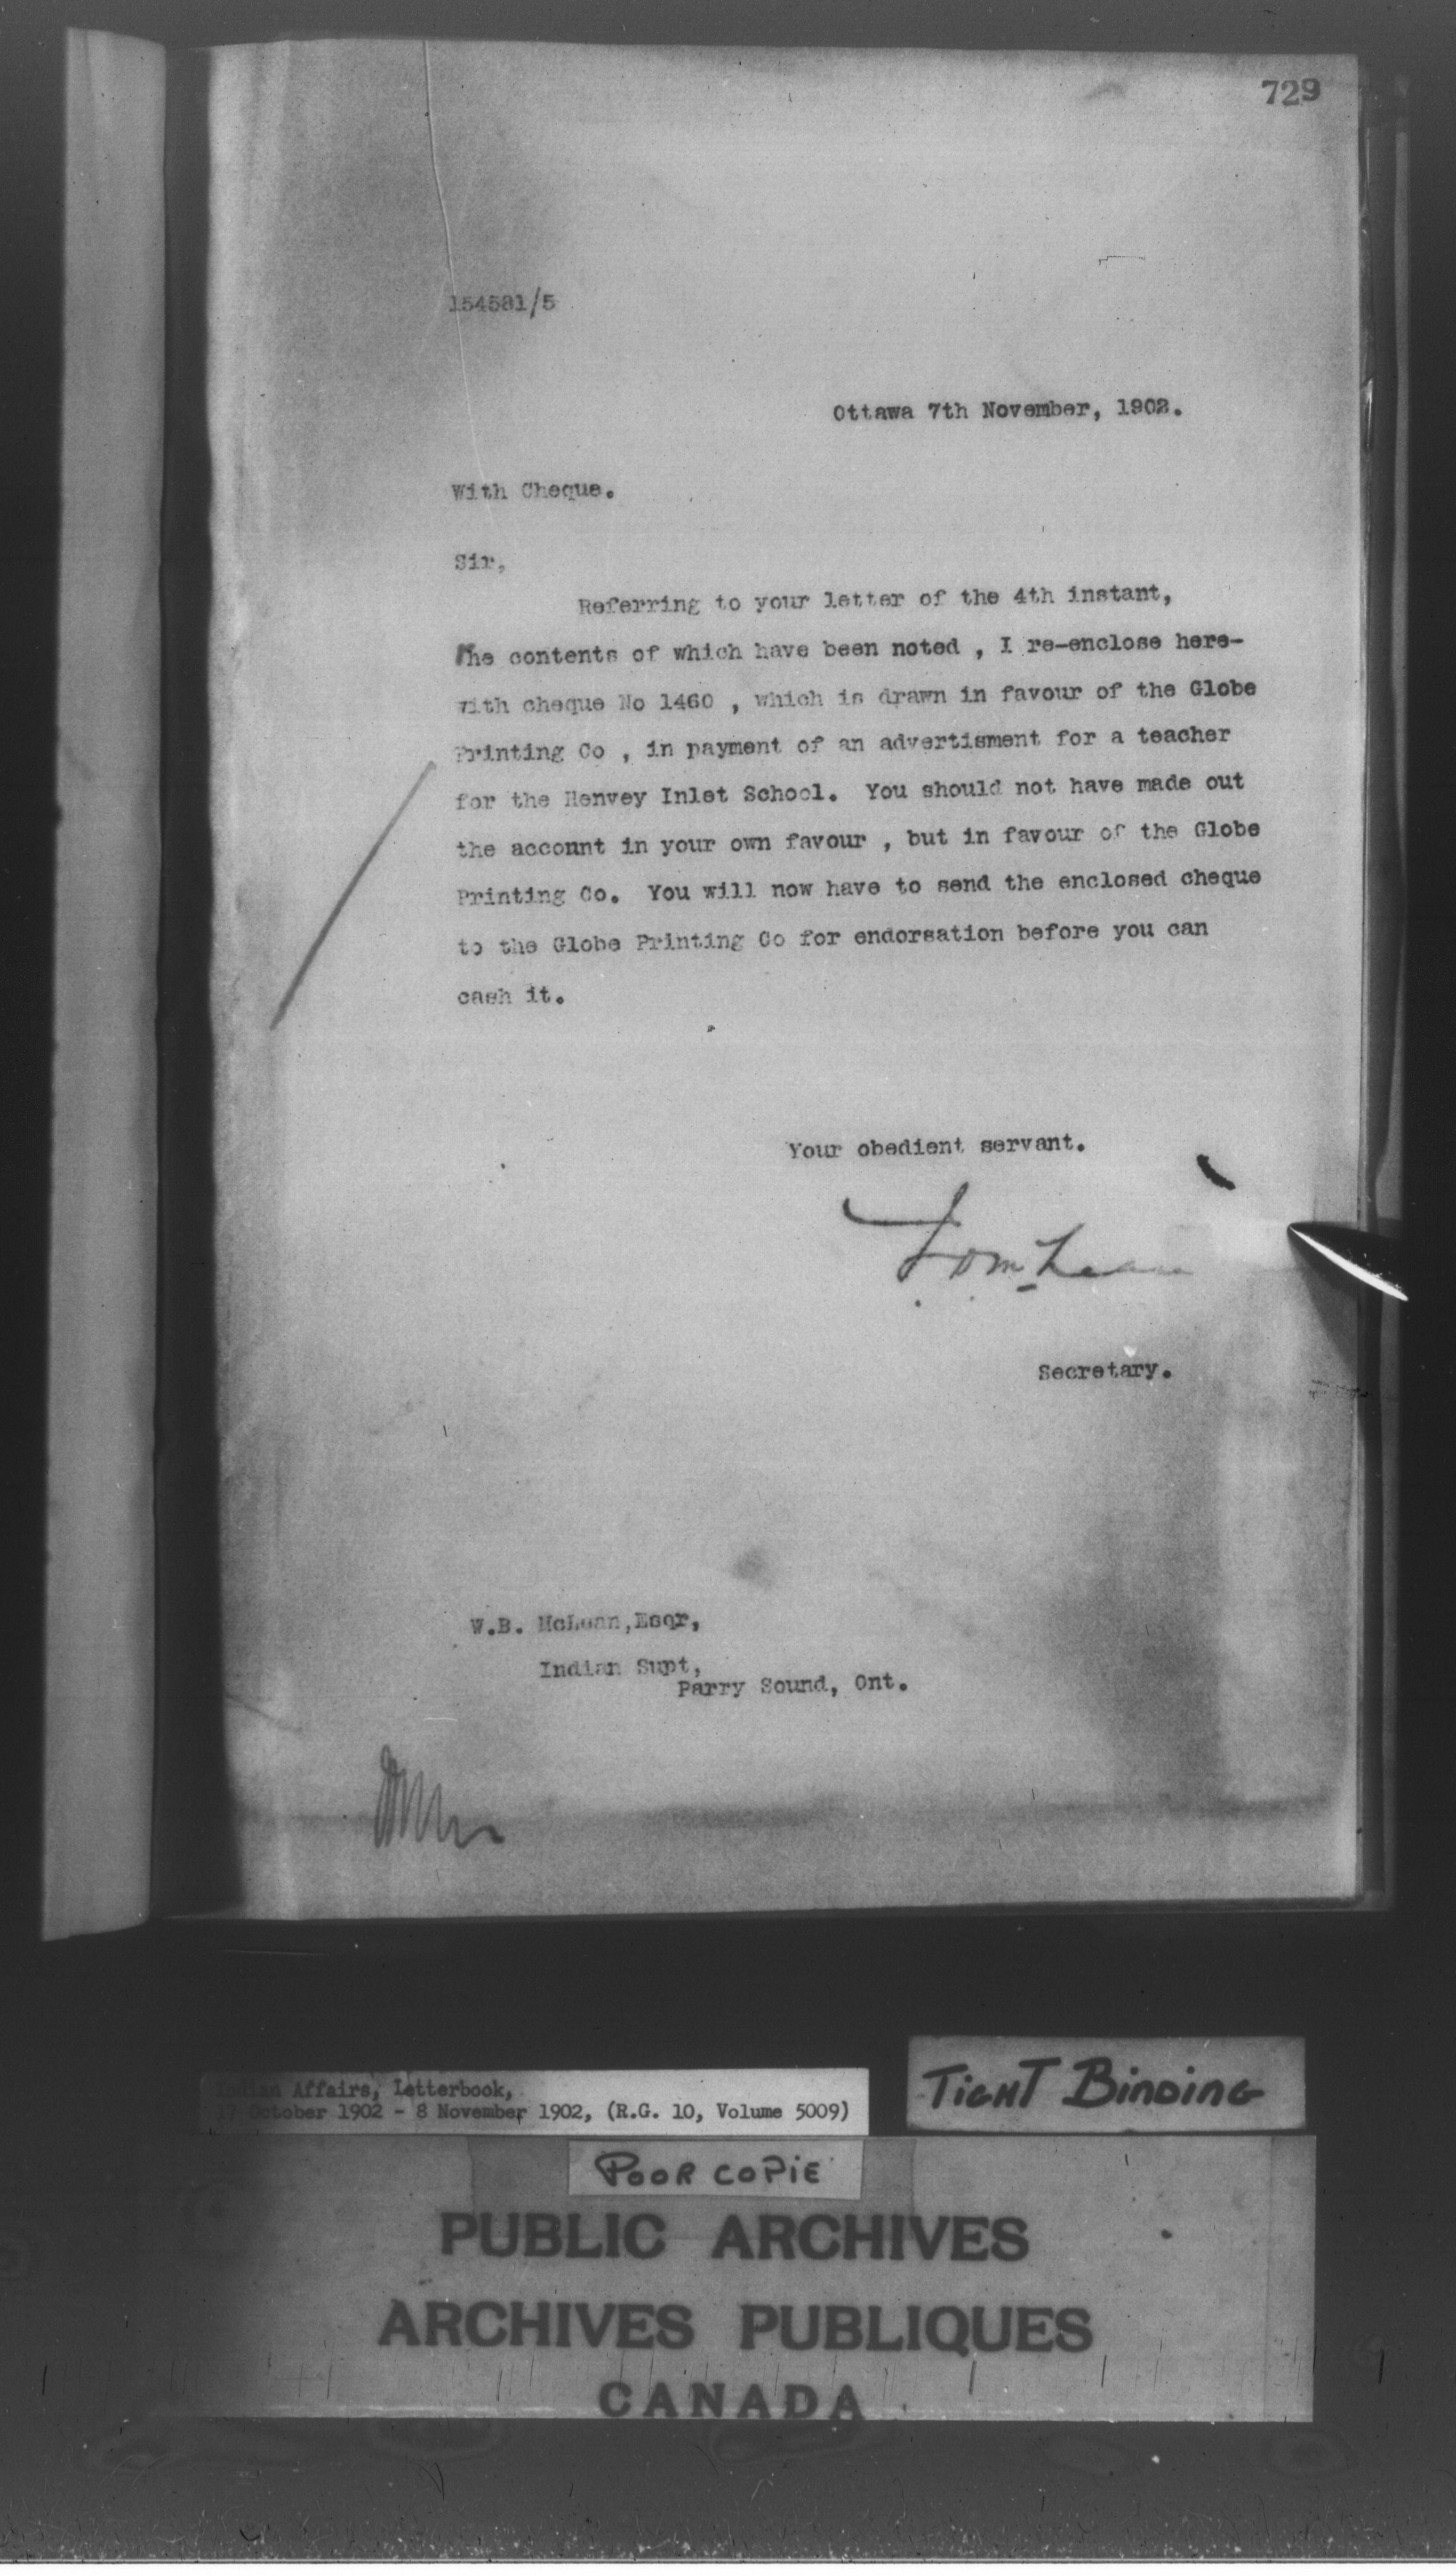 729
154581/5
Ottawa 7th November, 1902.
With Cheque.
Sir,
Referring to your letter of the 4th instant,
the contents of which have been noted , I re-enclose here-
with cheque No 1460 , which is drawn in favour of the Globe
Printing Co , in payment of an advertisment for a teacher
for the Henvey Inlet School. You should not have made out
the account in your own favour , but in favour of the Globe
Printing Co. You will now have to send the enclosed cheque
to the Globe Printing Co for endorsation before you can
cash it.
Your obedient servant.
Secretary.
W.B. McLean,Esqr,
Indian Supt,
Parry Sound, Ont.
Indian Affairs, Letterbook,
17 October 1902 - 8 November 1902, (R.G. 10, Volume 5009)
TIGHT BINDING
POOR COPIE
PUBLIC ARCHIVES
ARCHIVES PUBLIQUES
CANADA